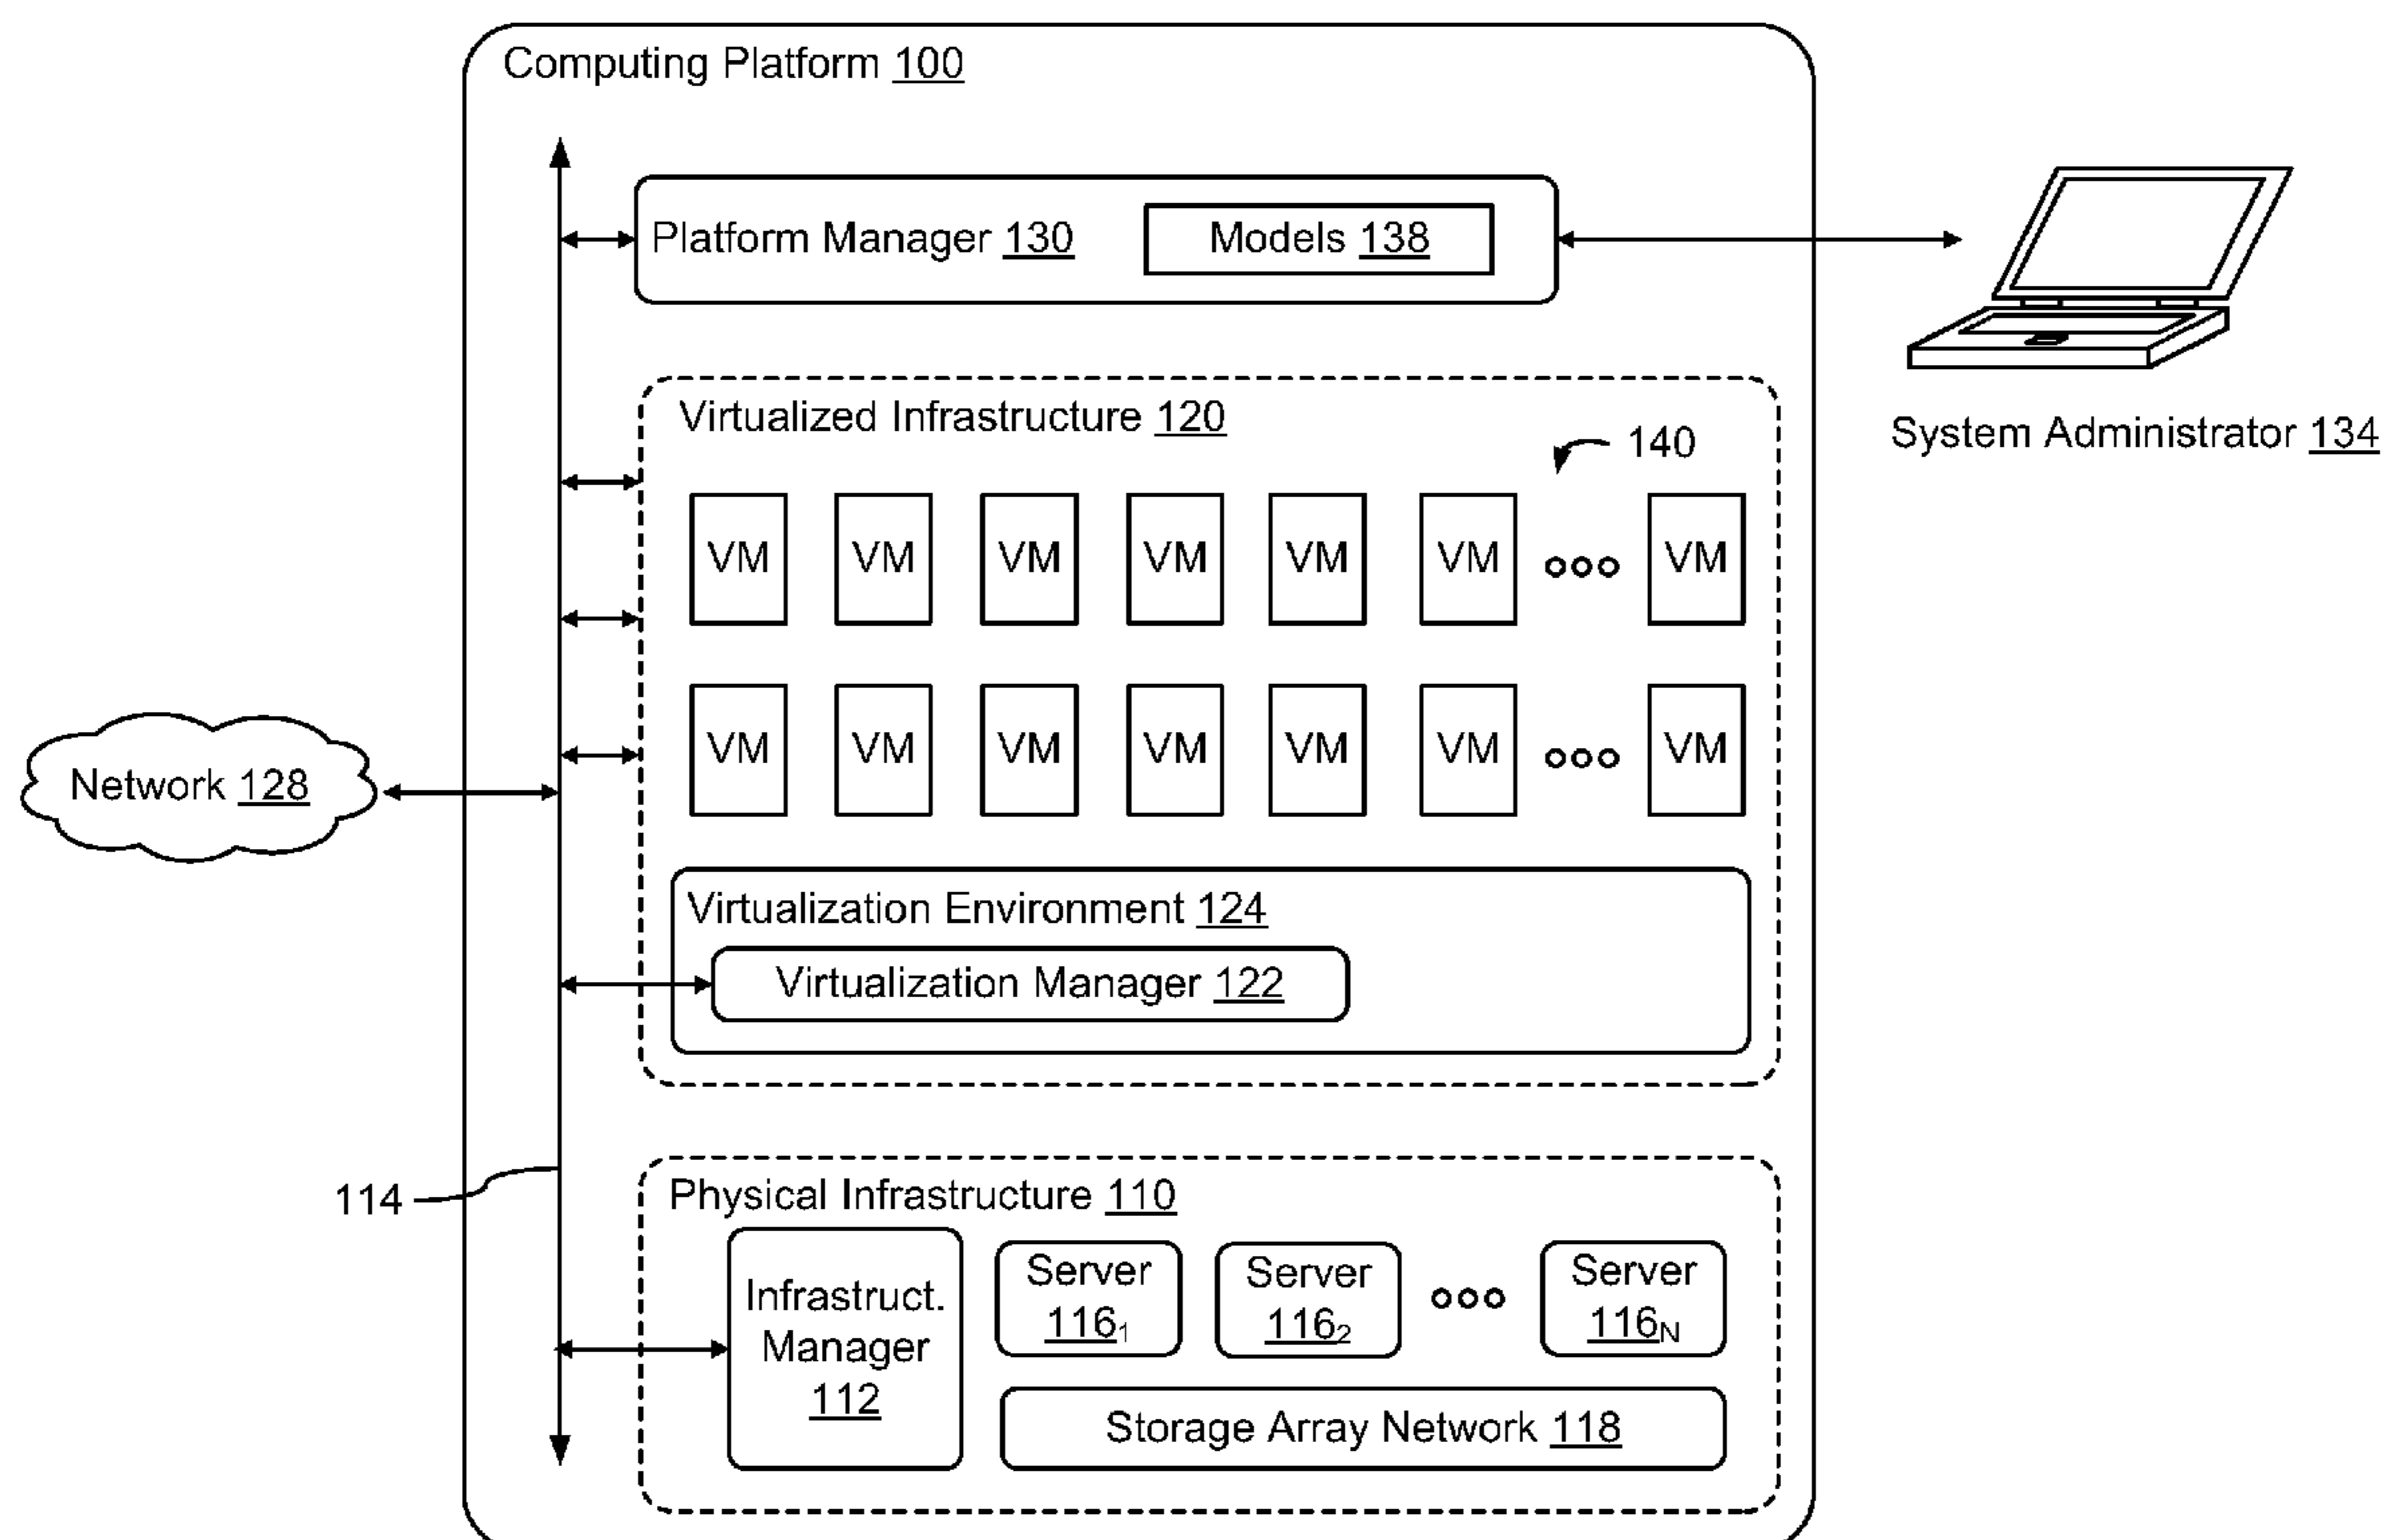 Computing Platform 100
Platform Manager 130
Models 138
System Administrator 134
Virtualized Infrastructure 120
140
VM VM VM VM VM VM VM
VM VM VM VM VM VM VM
Network 128
Virtualization Environment 124
Virtualization Manager 122
114
Physical Infrastructure 110
Infrastruct.
Manager
112
Server
116₁
Server
116₂
Server
116N
Storage Array Network 118